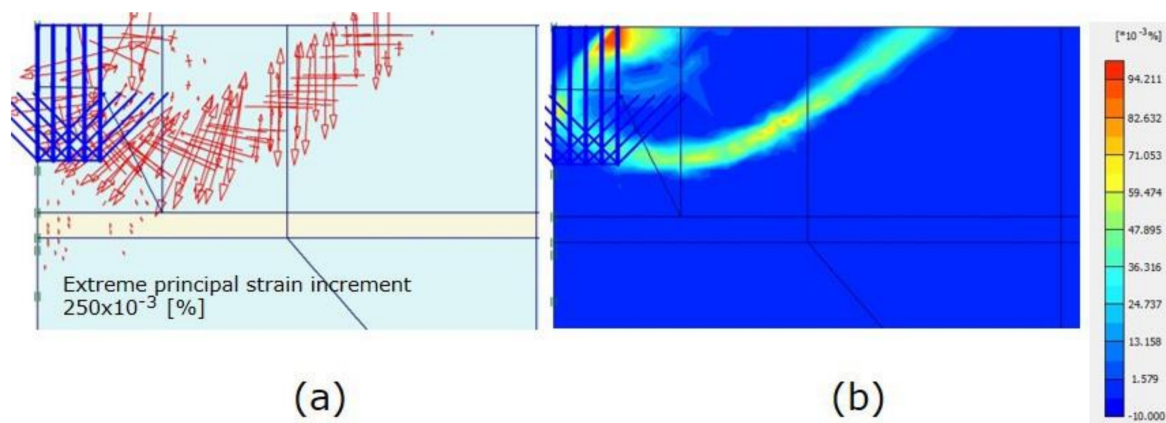 [*10⁻³%]
94.211
82.632
71.053
59.474
47.895
36.316
24.737
13.158
1.579
-10.000
Extreme principal strain increment
250x10⁻³ [%]
(a)
(b)